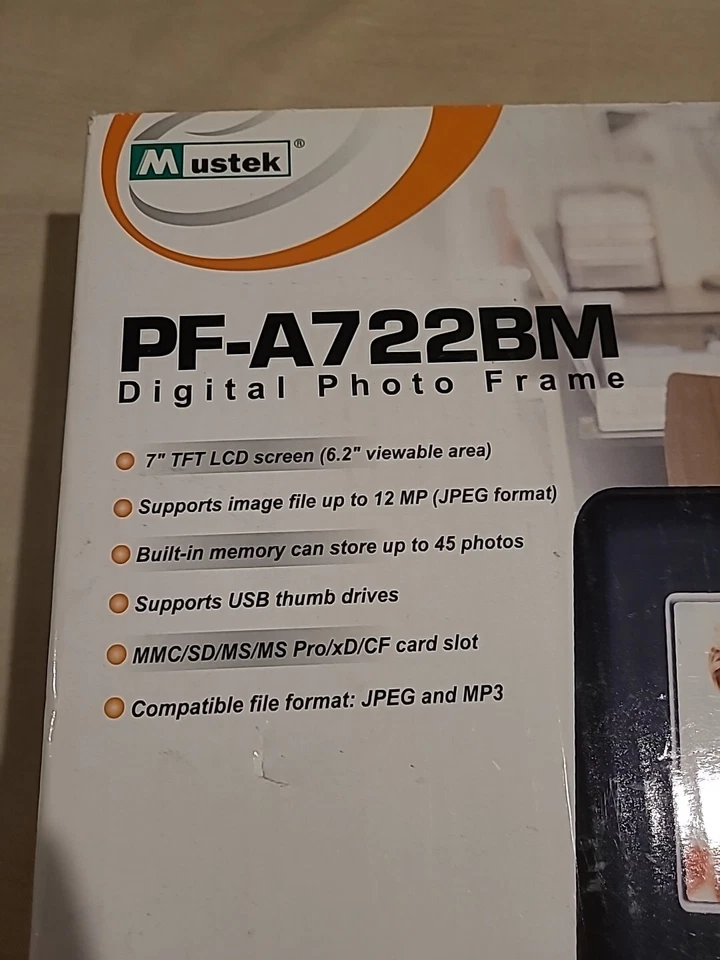 Mustek®
PF-A722BM
Digital Photo Frame
7" TFT LCD screen (6.2" viewable area)
Supports image file up to 12 MP (JPEG format)
Built-in memory can store up to 45 photos
Supports USB thumb drives
MMC/SD/MS/MS Pro/xD/CF card slot
Compatible file format: JPEG and MP3